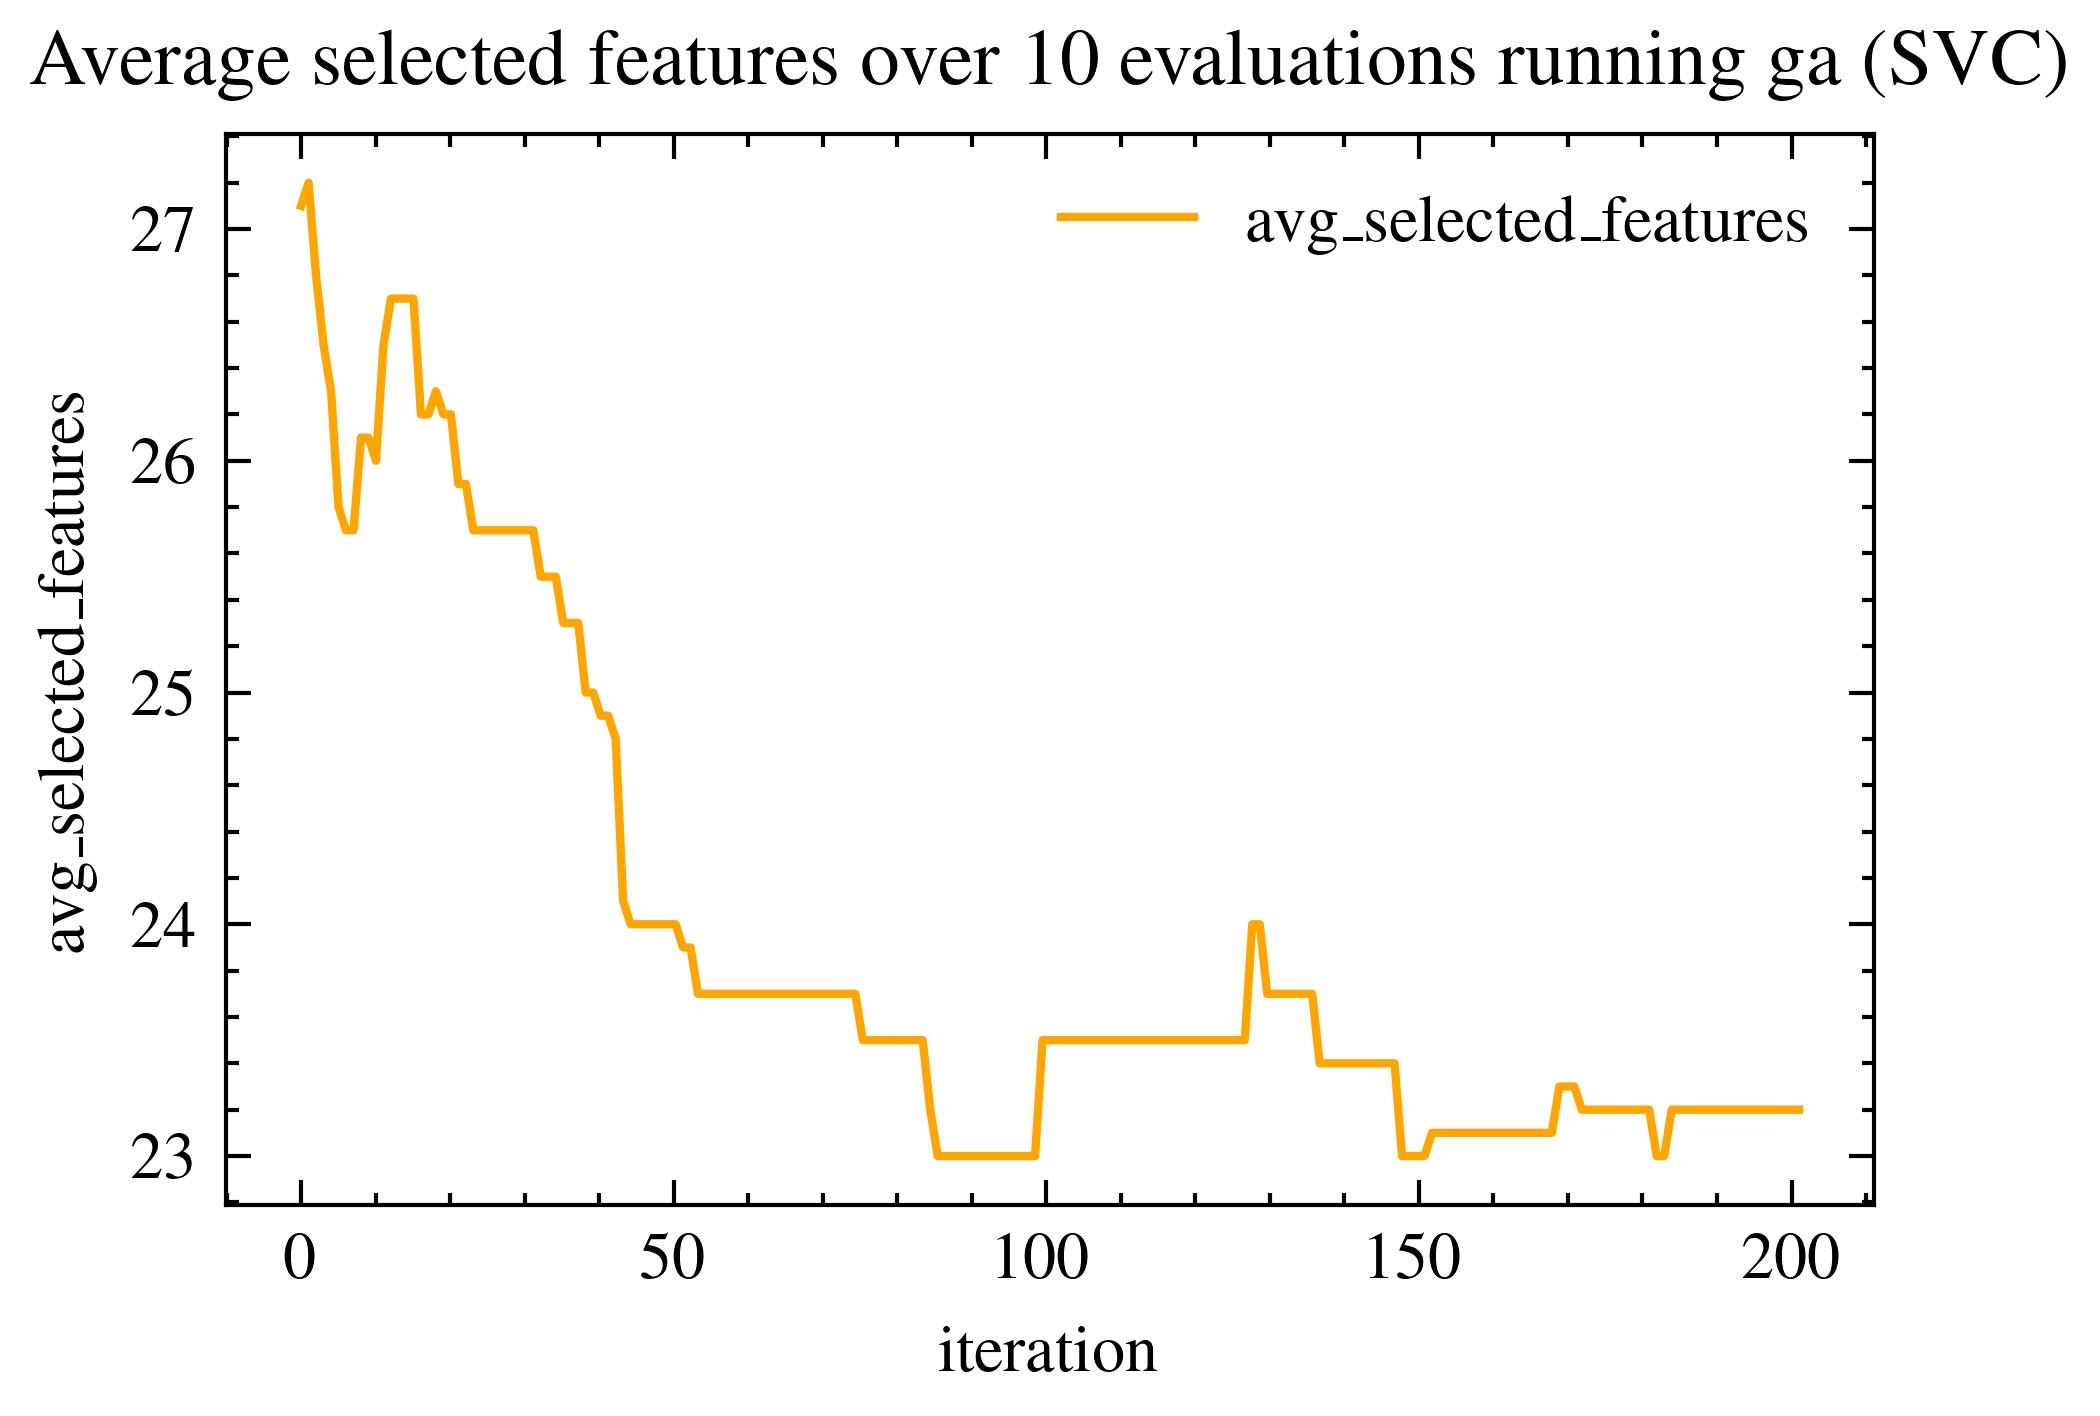 Average selected features over 10 evaluations running ga (SVC)
avg_selected_features
27
26
25
24
23
avg_selected_features
0 50 100 150 200
iteration